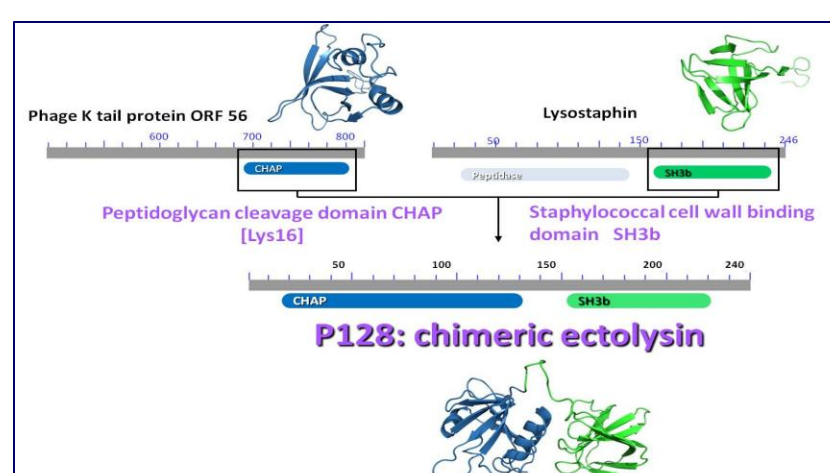 Phage K tail protein ORF 56
600 700 800
CHAP
Lysostaphin
50 150 246
Peptidase
SH3b
Peptidoglycan cleavage domain CHAP
[Lys16]
Staphylococcal cell wall binding
domain SH3b
50 100 150 200 240
CHAP SH3b
P128: chimeric ectolysin